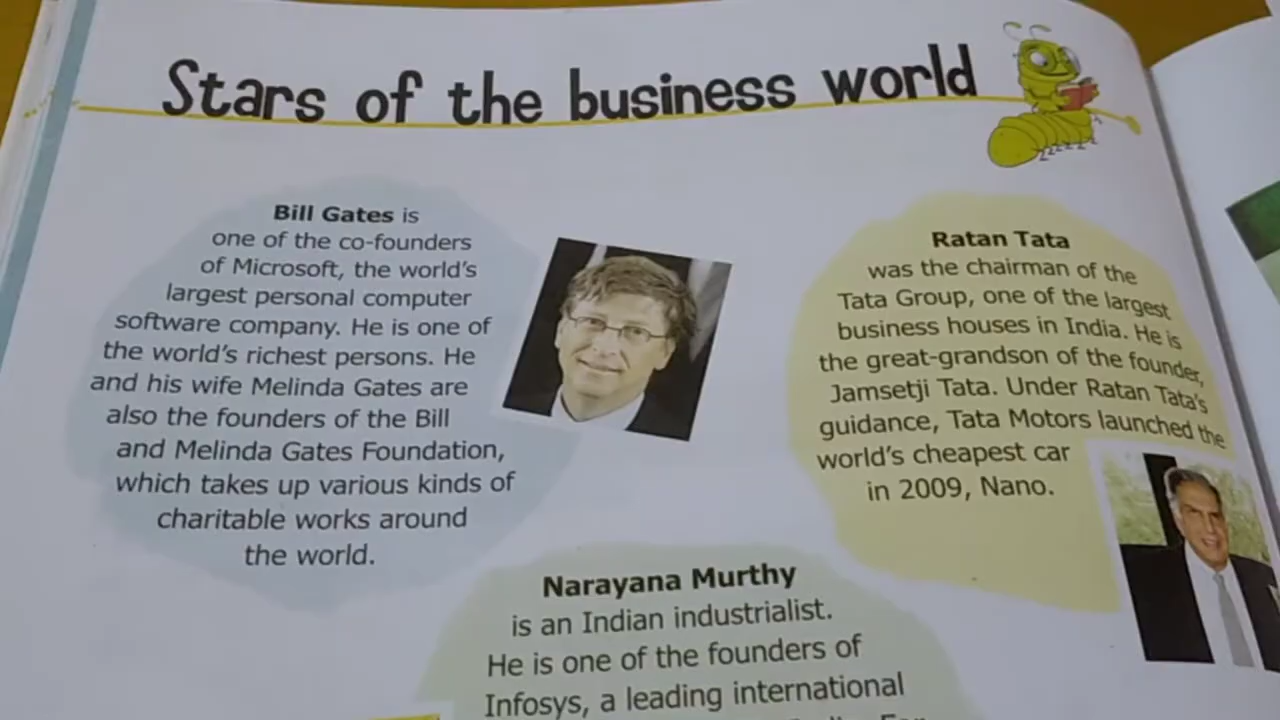 Stars of the business world
Bill Gates is
one of the co-founders
of Microsoft, the world's
largest personal computer
software company. He is one of
the world's richest persons. He
and his wife Melinda Gates are
also the founders of the Bill
and Melinda Gates Foundation,
which takes up various kinds of
charitable works around
the world.
Ratan Tata
was the chairman of the
Tata Group, one of the largest
business houses in India. He is
the great-grandson of the founder,
Jamsetji Tata. Under Ratan Tata's
guidance, Tata Motors launched the
world's cheapest car
in 2009, Nano.
Narayana Murthy
is an Indian industrialist.
He is one of the founders of
Infosys, a leading international